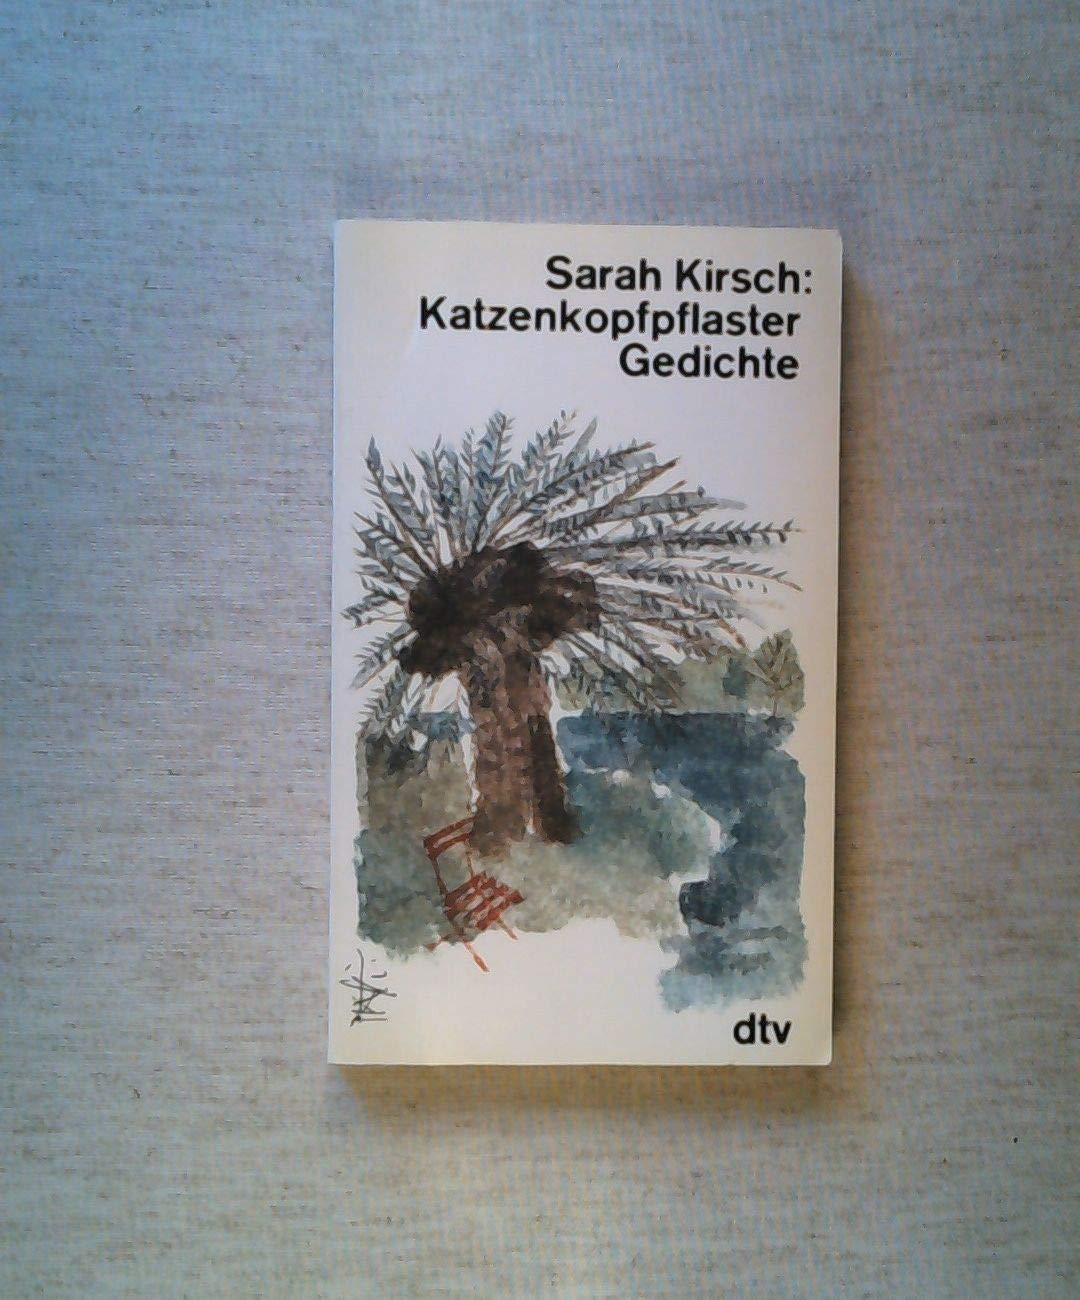 Sarah Kirsch:
Katzenkopfpflaster
Gedichte
dtv